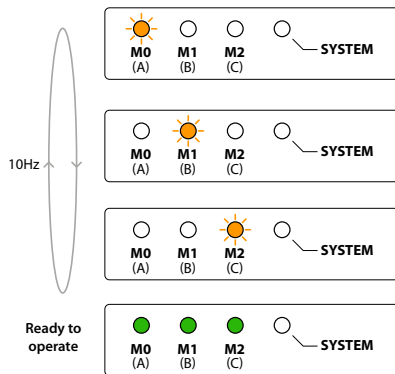 M0 M1 M2 SYSTEM
(A) (B) (C)
M0 M1 M2 SYSTEM
(A) (B) (C)
10Hz
M0 M1 M2 SYSTEM
(A) (B) (C)
Ready to
operate
M0 M1 M2 SYSTEM
(A) (B) (C)